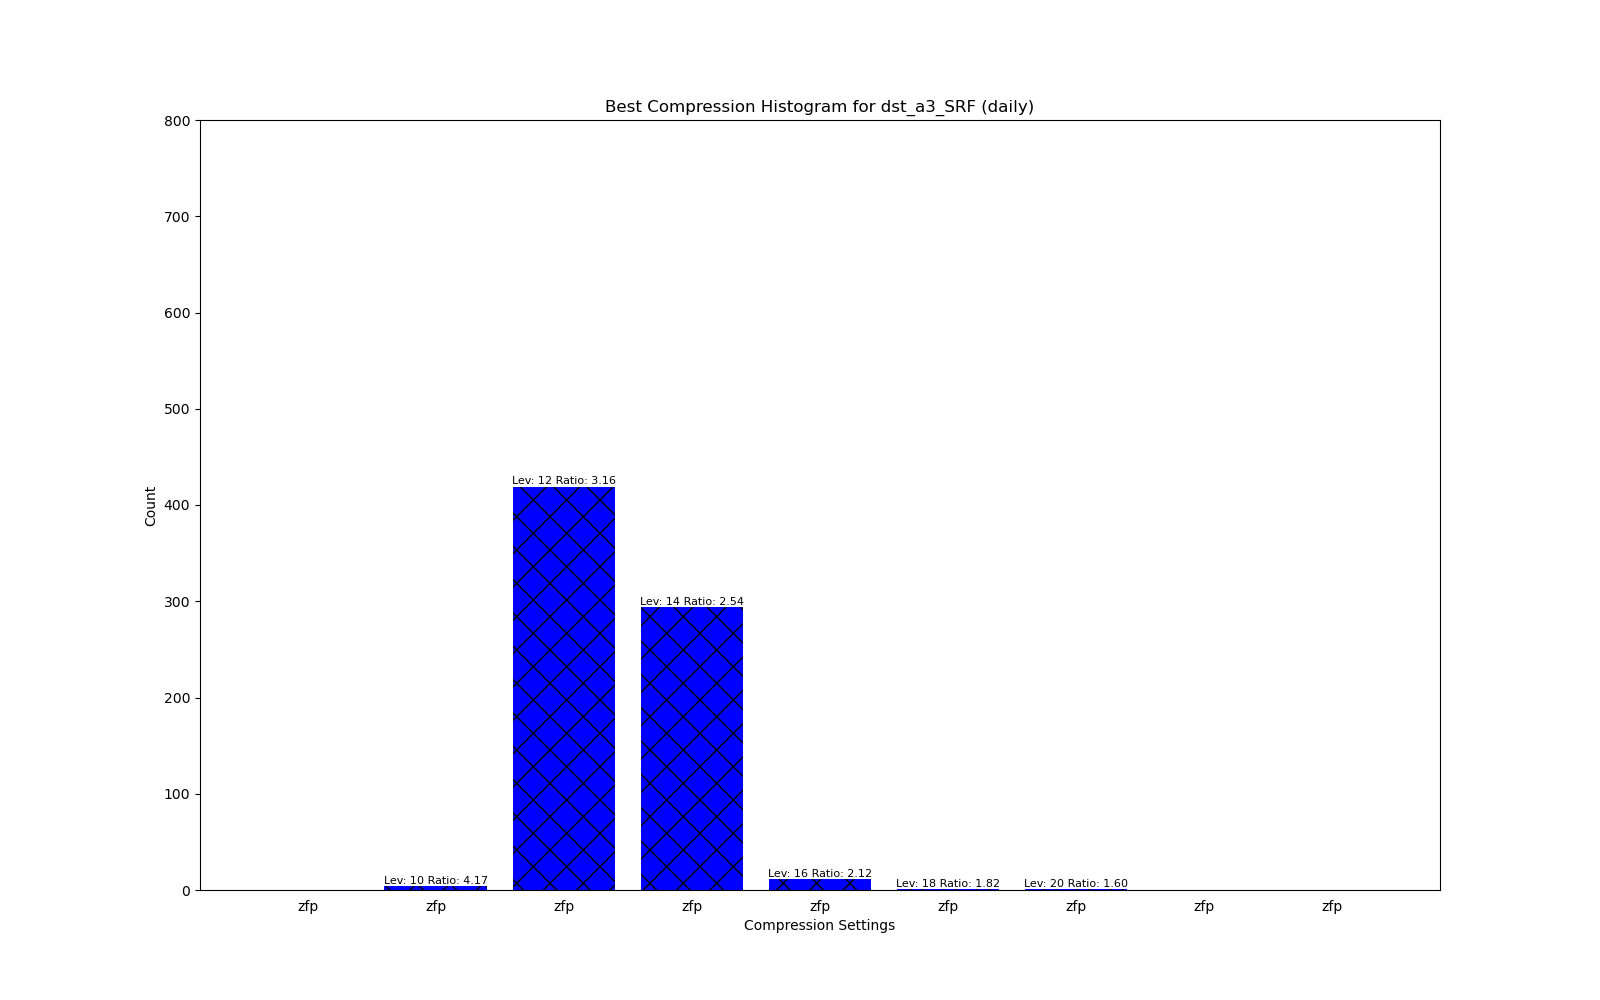 Best Compression Histogram for dst_a3_SRF (daily)
800
700
600
500
400
300
200
100
0
Count
Lev: 10 Ratio: 4.17
Lev: 12 Ratio: 3.16
Lev: 14 Ratio: 2.54
Lev: 16 Ratio: 2.12
Lev: 18 Ratio: 1.82
Lev: 20 Ratio: 1.60
zfp zfp zfp zfp zfp zfp zfp zfp zfp
Compression Settings